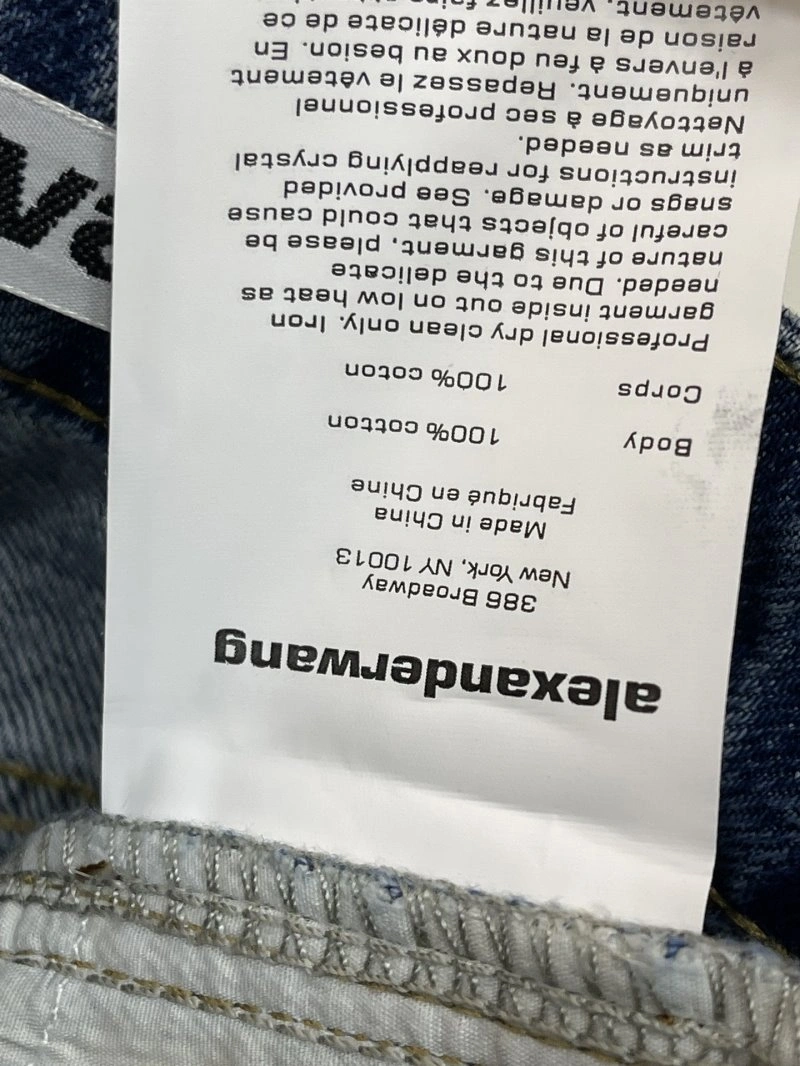 alexanderwang
386 Broadway
New York, NY 10013
Made in China
Fabriqué en Chine
Body 100% cotton
Corps 100% coton
Professional dry clean only. Iron
garment inside out on low heat as
needed. Due to the delicate
nature of this garment, please be
careful of objects that could cause
snags or damage. See provided
instructions for reapplying crystal
trim as needed.
Nettoyage à sec professionnel
uniquement. Repassez le vêtement
à l'envers à feu doux au besion. En
raison de la nature délicate de ce
vêtement, veuillez